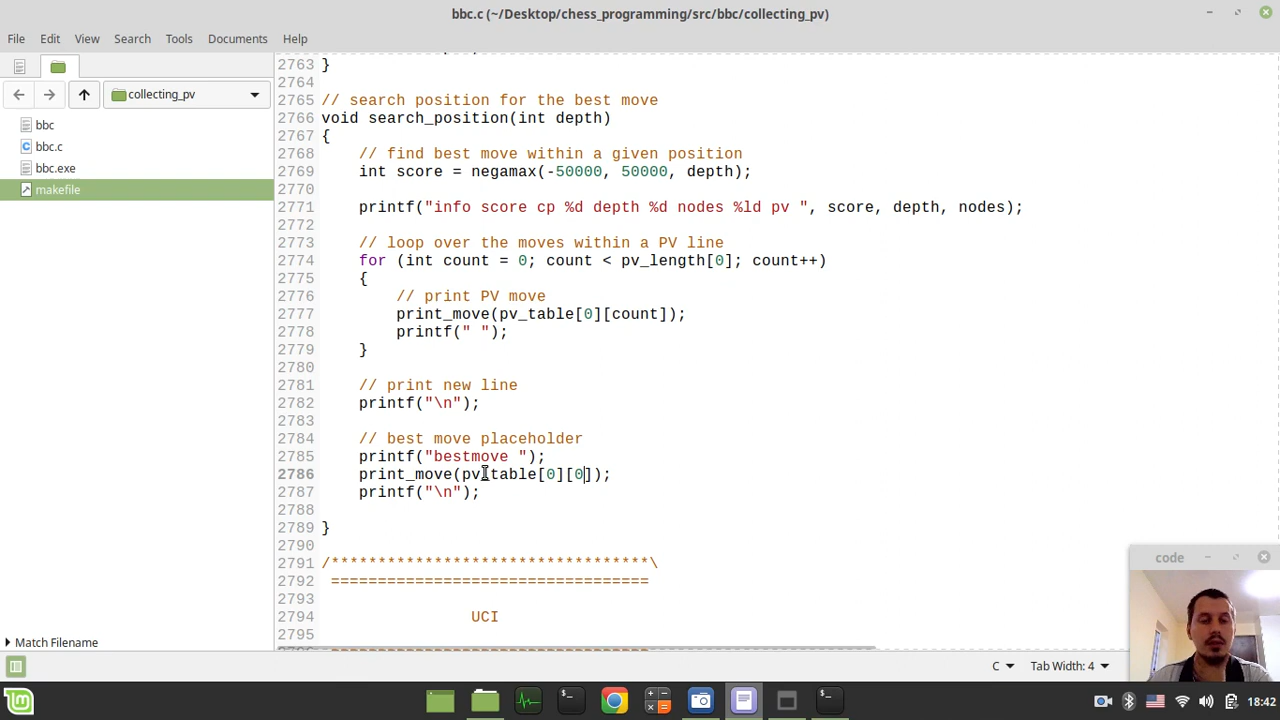 bbc.c (~/Desktop/chess_programming/src/bbc/collecting_pv)
File Edit View Search Tools Documents Help
collecting_pv
bbc
bbc.c
bbc.exe
makefile
Match Filename
2763 }
2764
2765 // search position for the best move
2766 void search_position(int depth)
2767 {
2768 // find best move within a given position
2769 int score = negamax(-50000, 50000, depth);
2770
2771 printf("info score cp %d depth %d nodes %ld pv ", score, depth, nodes);
2772
2773 // loop over the moves within a PV line
2774 for (int count = 0; count < pv_length[0]; count++)
2775 {
2776 // print PV move
2777 print_move(pv_table[0][count]);
2778 printf(" ");
2779 }
2780
2781 // print new line
2782 printf("\n");
2783
2784 // best move placeholder
2785 printf("bestmove ");
2786 print_move(pv_table[0][0]);
2787 printf("\n");
2788
2789 }
2790
2791 /**********************************\
2792 ==================================
2793
2794 UCI
2795
code
C Tab Width: 4
18:42